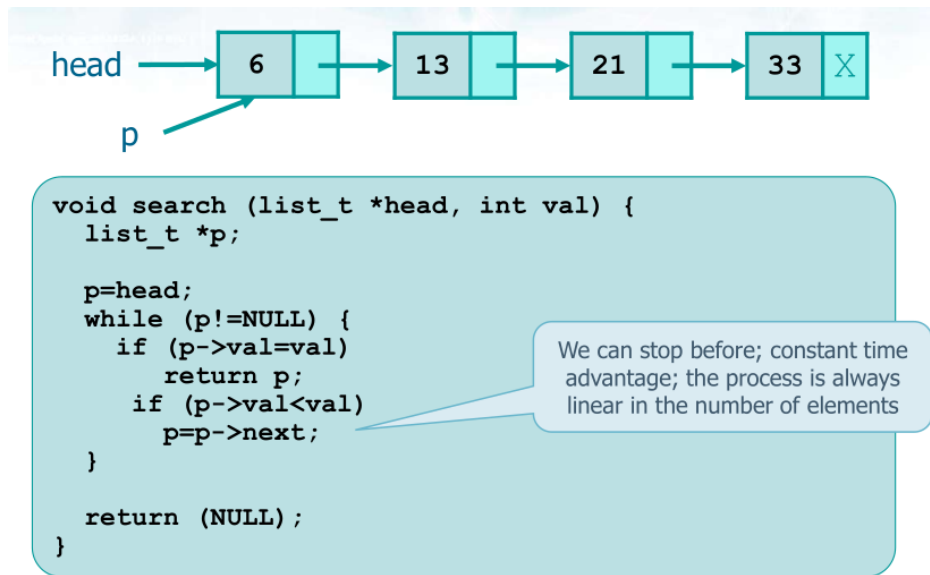 head 6 13 21 33 X
p
void search (list_t *head, int val) {
list_t *p;
p=head;
while (p!=NULL) {
if (p->val=val)
return p;
if (p->val<val)
p=p->next;
}
return (NULL);
}
We can stop before; constant time
advantage; the process is always
linear in the number of elements